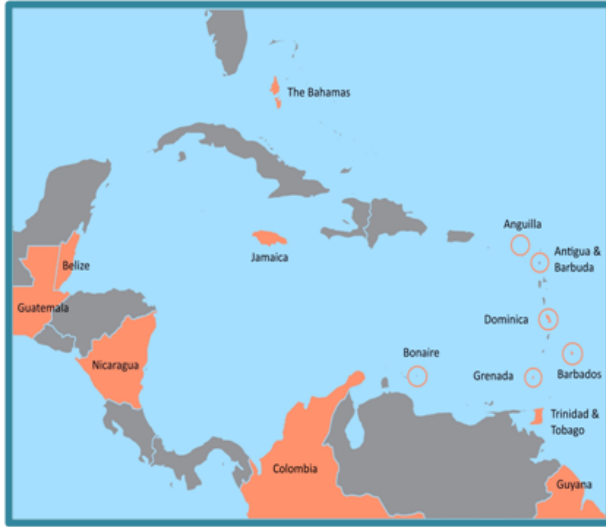 The Bahamas
Anguilla
Antigua &
Barbuda
Jamaica
Belize
Guatemala
Dominica
Nicaragua
Bonaire
Grenada
Barbados
Trinidad &
Tobago
Colombia
Guyana